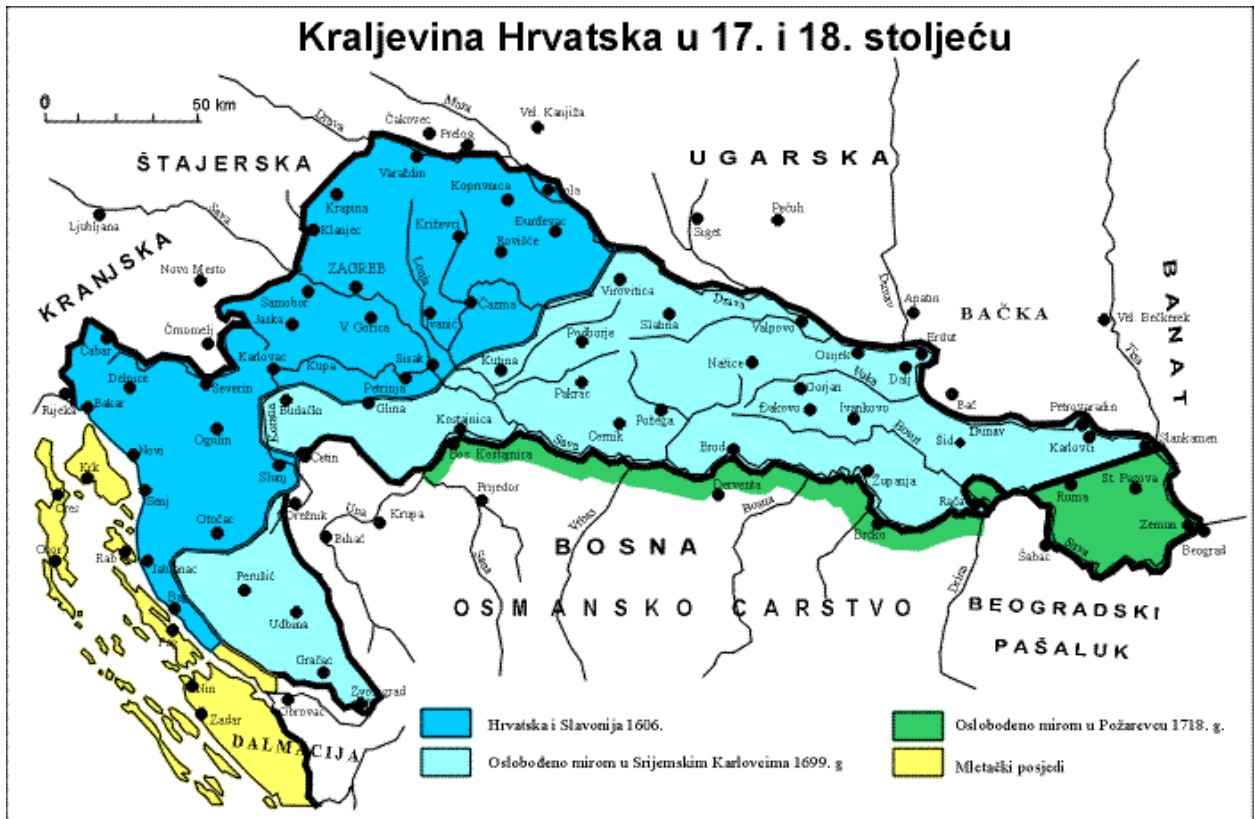 Kraljevina Hrvatska u 17. i 18. stoljeću
0 50 km
Mura
Drava
Vel. Kanjiža
Čakovec
Prelog
ŠTAJERSKA
UGARSKA
Varaždin
Koprivnica
Krapina
Ljubljana
Sava
Klanjec
Križevci
Đurđevac
Siget
Pečuh
Rovišće
KRANJSKA
Novo Mesto
ZAGREB
Lonja
BANAT
Samobor
Čazma
Virovitica
Drava
Dunav
Apatin
BAČKA
Vel. Bečkerek
Jaska
V. Gorica
Ivanić
Slatina
Valpovo
Črnomelj
Podborje
Erdut
Tisa
Čabar
Karlovac
Kupa
Sisak
Kutina
Našice
Osijek
Vuka
Dalj
Delnice
Severin
Petrinja
Pakrac
Gorjan
Bač
Rijeka
Bakar
Korana
Budački
Glina
Požega
Đakovo
Ivankovo
Petrovaradin
Ogulin
Kostajnica
Cernik
Bosut
Šid
Dunav
Karlovci
Slankamen
Novi
Cetin
Bos. Kostajnica
Sava
Brod
Krk
Slunj
Županja
Rača
Ruma
St. Pazova
Cres
Senj
Drežnik
Una
Prijedor
Derventa
Otočac
Krupa
Vrbas
Bosna
Brčko
Zemun
Osor
Rab
Jablanac
Bihać
BOSNA
Šabac
Sava
Beograd
Sana
Drina
Perušić
Bag
Udbina
OSMANSKO CARSTVO
BEOGRADSKI
PAŠALUK
Pag
Gračac
Nin
Zvonigrad
Obrovac
Zadar
DALMACIJA
Hrvatska i Slavonija 1606.
Oslobođeno mirom u Požarevcu 1718. g.
Oslobođeno mirom u Srijemskim Karlovcima 1699. g
Mletački posjedi